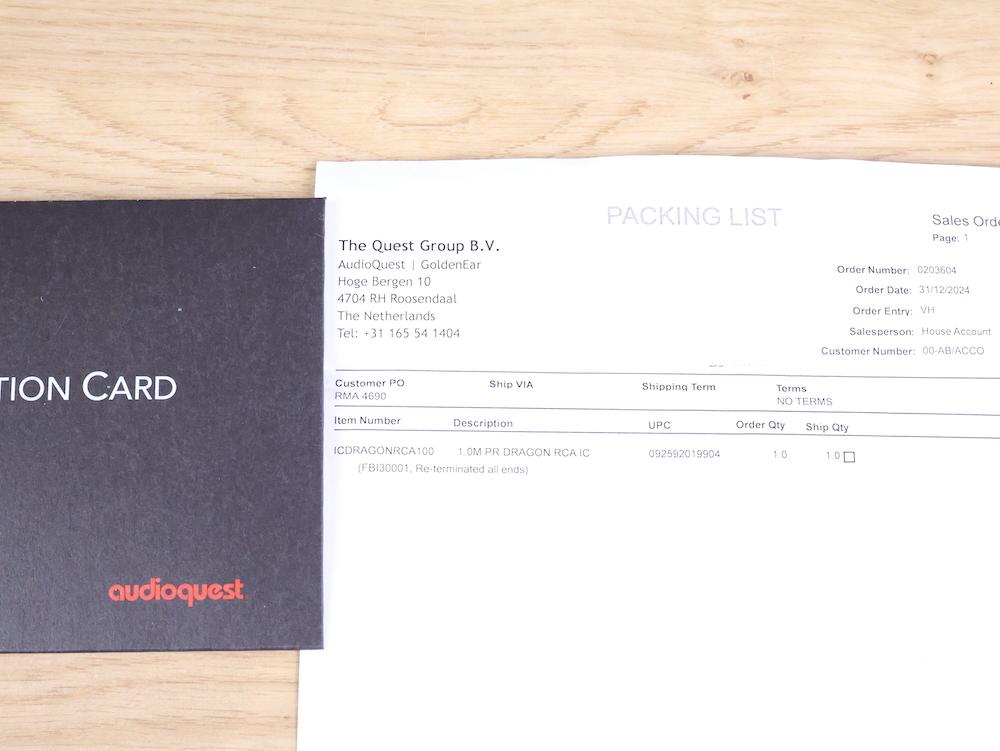 TION CARD
audioquest
PACKING LIST
Sales Orde
Page: 1
The Quest Group B.V.
AudioQuest | GoldenEar
Hoge Bergen 10
4704 RH Roosendaal
The Netherlands
Tel: +31 165 54 1404
Order Number: 0203604
Order Date: 31/12/2024
Order Entry: VH
Salesperson: House Account
Customer Number: 00-AB/ACCO
Customer PO Ship VIA Shipping Term Terms
RMA 4690 NO TERMS
Item Number Description UPC Order Qty Ship Qty
ICDRAGONRCA100 1.0M PR DRAGON RCA IC 092592019904 1.0 1.0
(FBI30001, Re-terminated all ends)